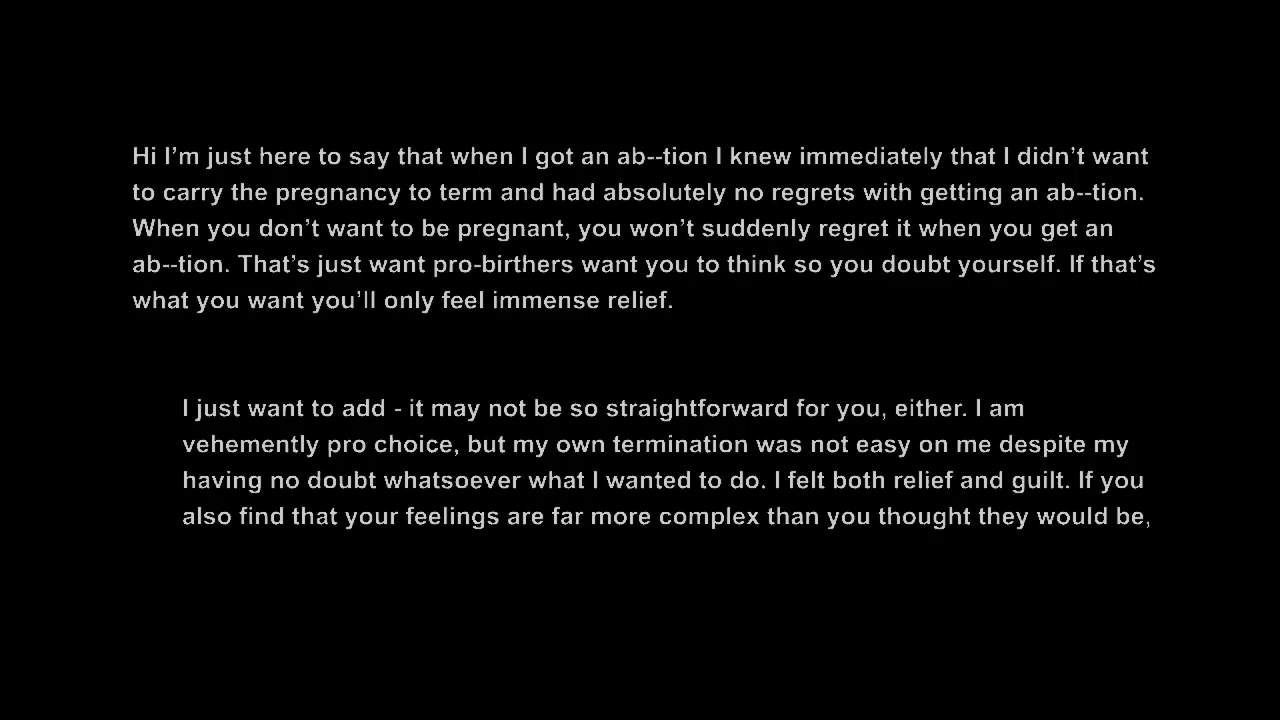 Hi I’m just here to say that when I got an ab--tion I knew immediately that I didn’t want
to carry the pregnancy to term and had absolutely no regrets with getting an ab--tion.
When you don’t want to be pregnant, you won’t suddenly regret it when you get an
ab--tion. That’s just want pro-birthers want you to think so you doubt yourself. If that’s
what you want you’ll only feel immense relief.
I just want to add - it may not be so straightforward for you, either. I am
vehemently pro choice, but my own termination was not easy on me despite my
having no doubt whatsoever what I wanted to do. I felt both relief and guilt. If you
also find that your feelings are far more complex than you thought they would be,